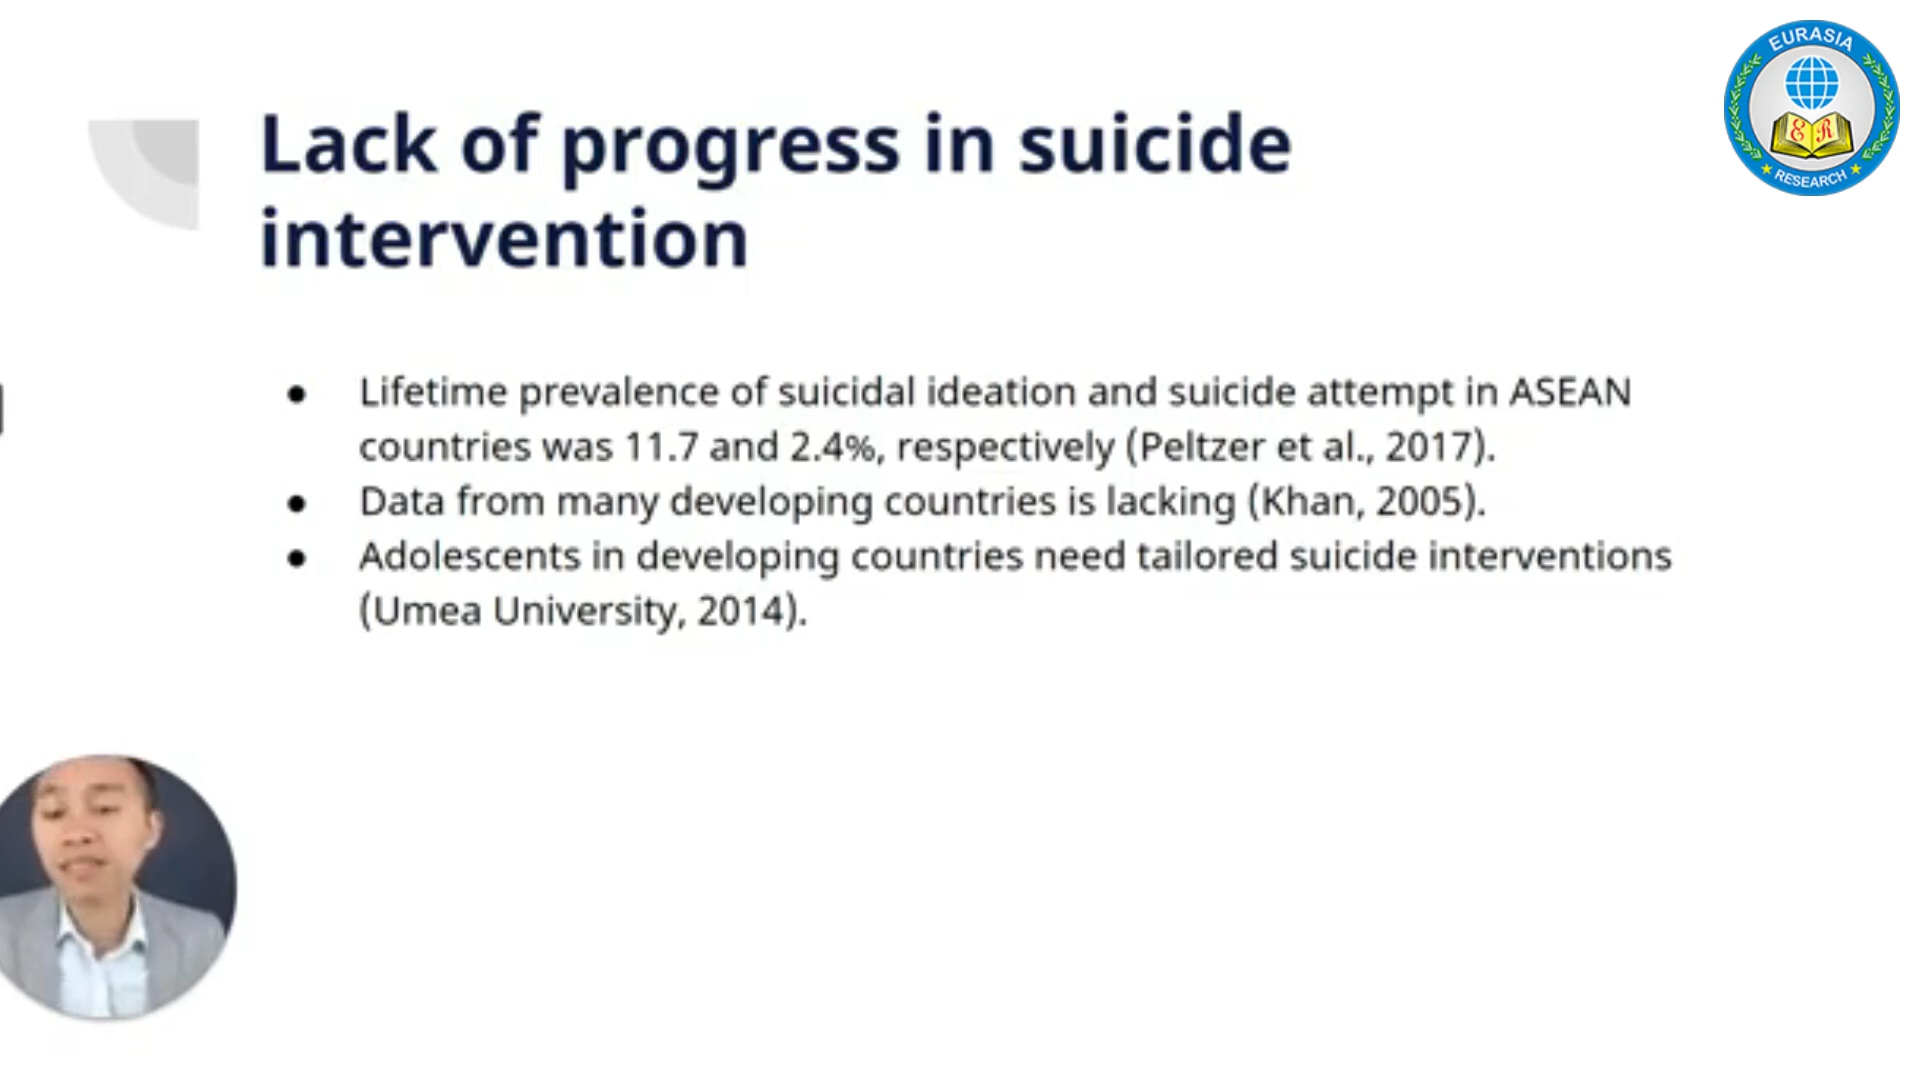 EURASIA
RESEARCH
Lack of progress in suicide
intervention
● Lifetime prevalence of suicidal ideation and suicide attempt in ASEAN
countries was 11.7 and 2.4%, respectively (Peltzer et al., 2017).
● Data from many developing countries is lacking (Khan, 2005).
● Adolescents in developing countries need tailored suicide interventions
(Umea University, 2014).